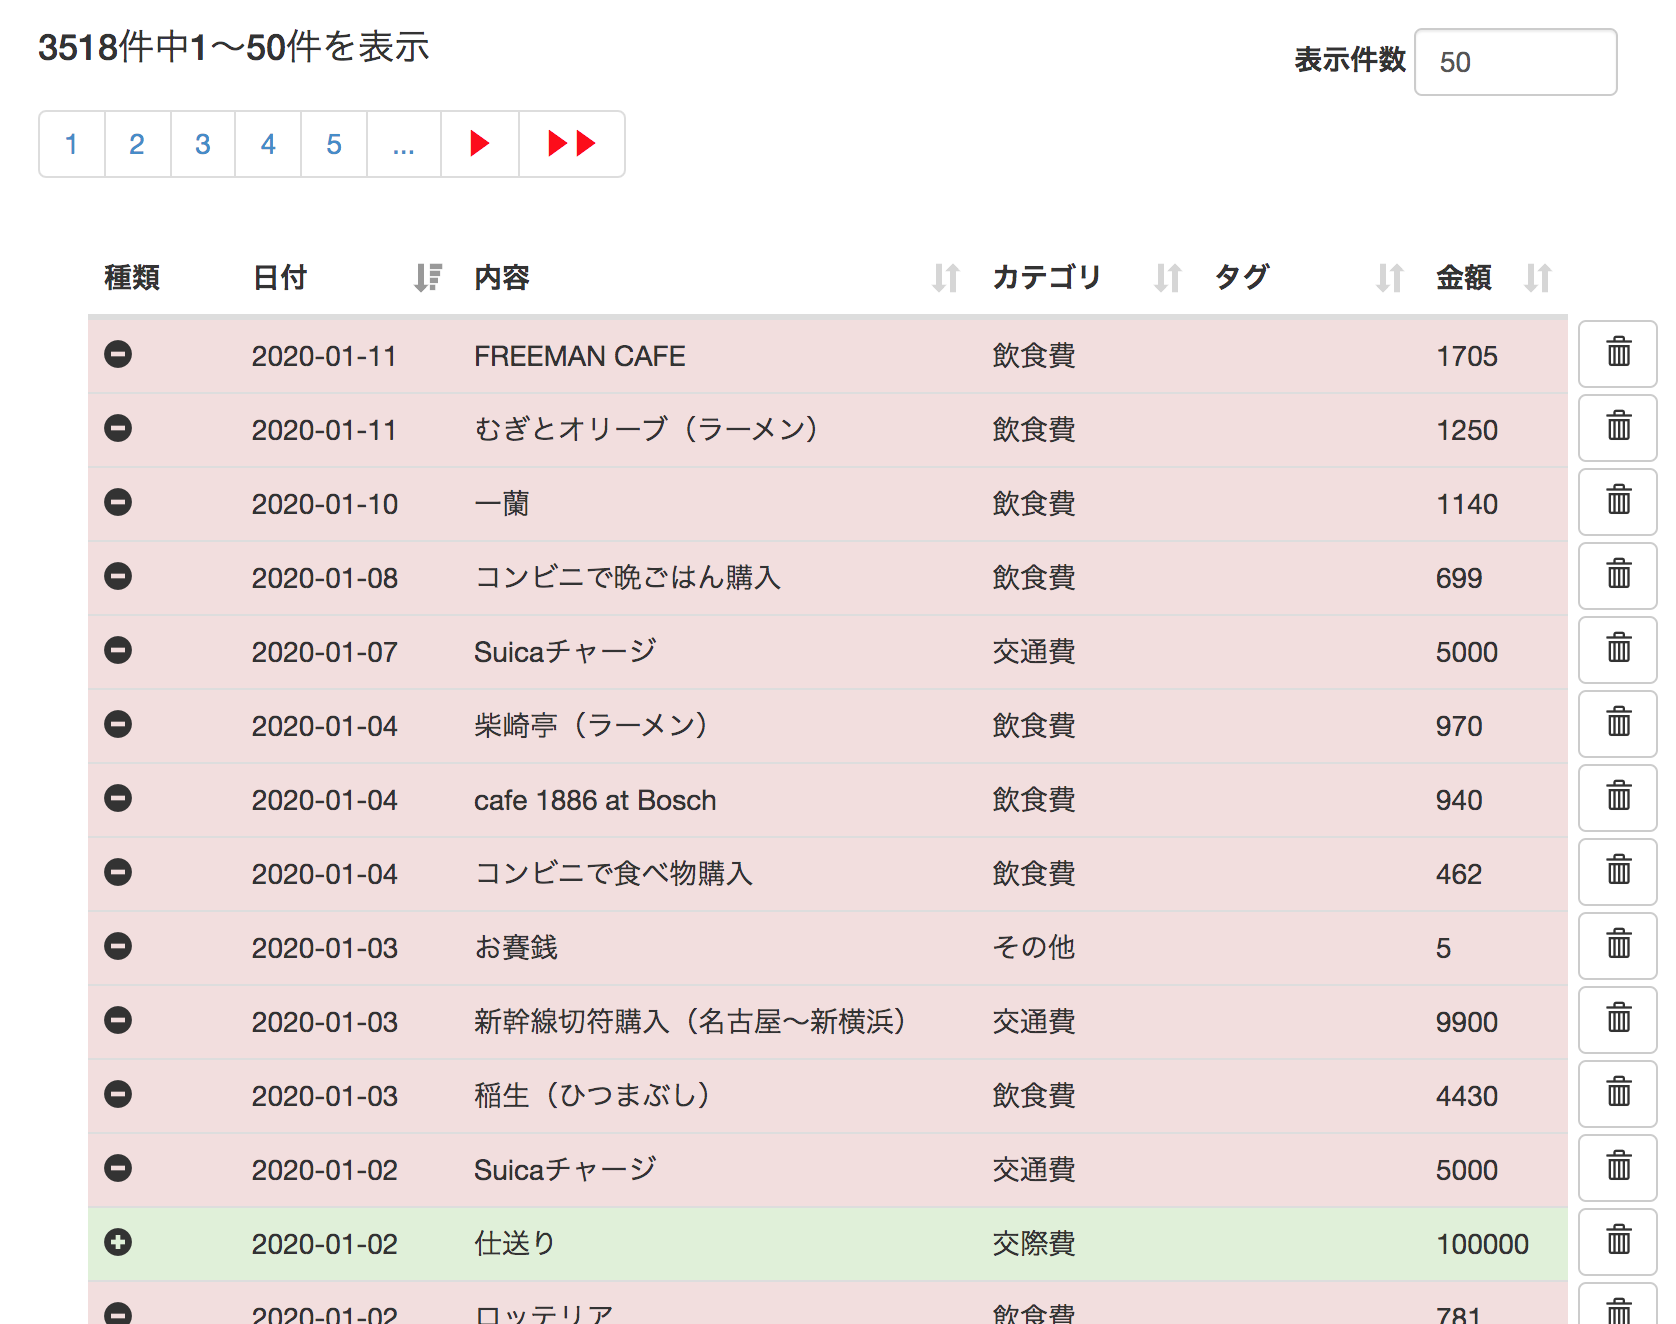 3518件中1〜50件を表示
表示件数 50
1 2 3 4 5 ...
種類 日付 内容 カテゴリ タグ 金額
2020-01-11 FREEMAN CAFE 飲食費 1705
2020-01-11 むぎとオリーブ（ラーメン） 飲食費 1250
2020-01-10 一蘭 飲食費 1140
2020-01-08 コンビニで晩ごはん購入 飲食費 699
2020-01-07 Suicaチャージ 交通費 5000
2020-01-04 柴崎亭（ラーメン） 飲食費 970
2020-01-04 cafe 1886 at Bosch 飲食費 940
2020-01-04 コンビニで食べ物購入 飲食費 462
2020-01-03 お賽銭 その他 5
2020-01-03 新幹線切符購入（名古屋〜新横浜） 交通費 9900
2020-01-03 稲生（ひつまぶし） 飲食費 4430
2020-01-02 Suicaチャージ 交通費 5000
2020-01-02 仕送り 交際費 100000
2020-01-02 ロッテリア 飲食費 781